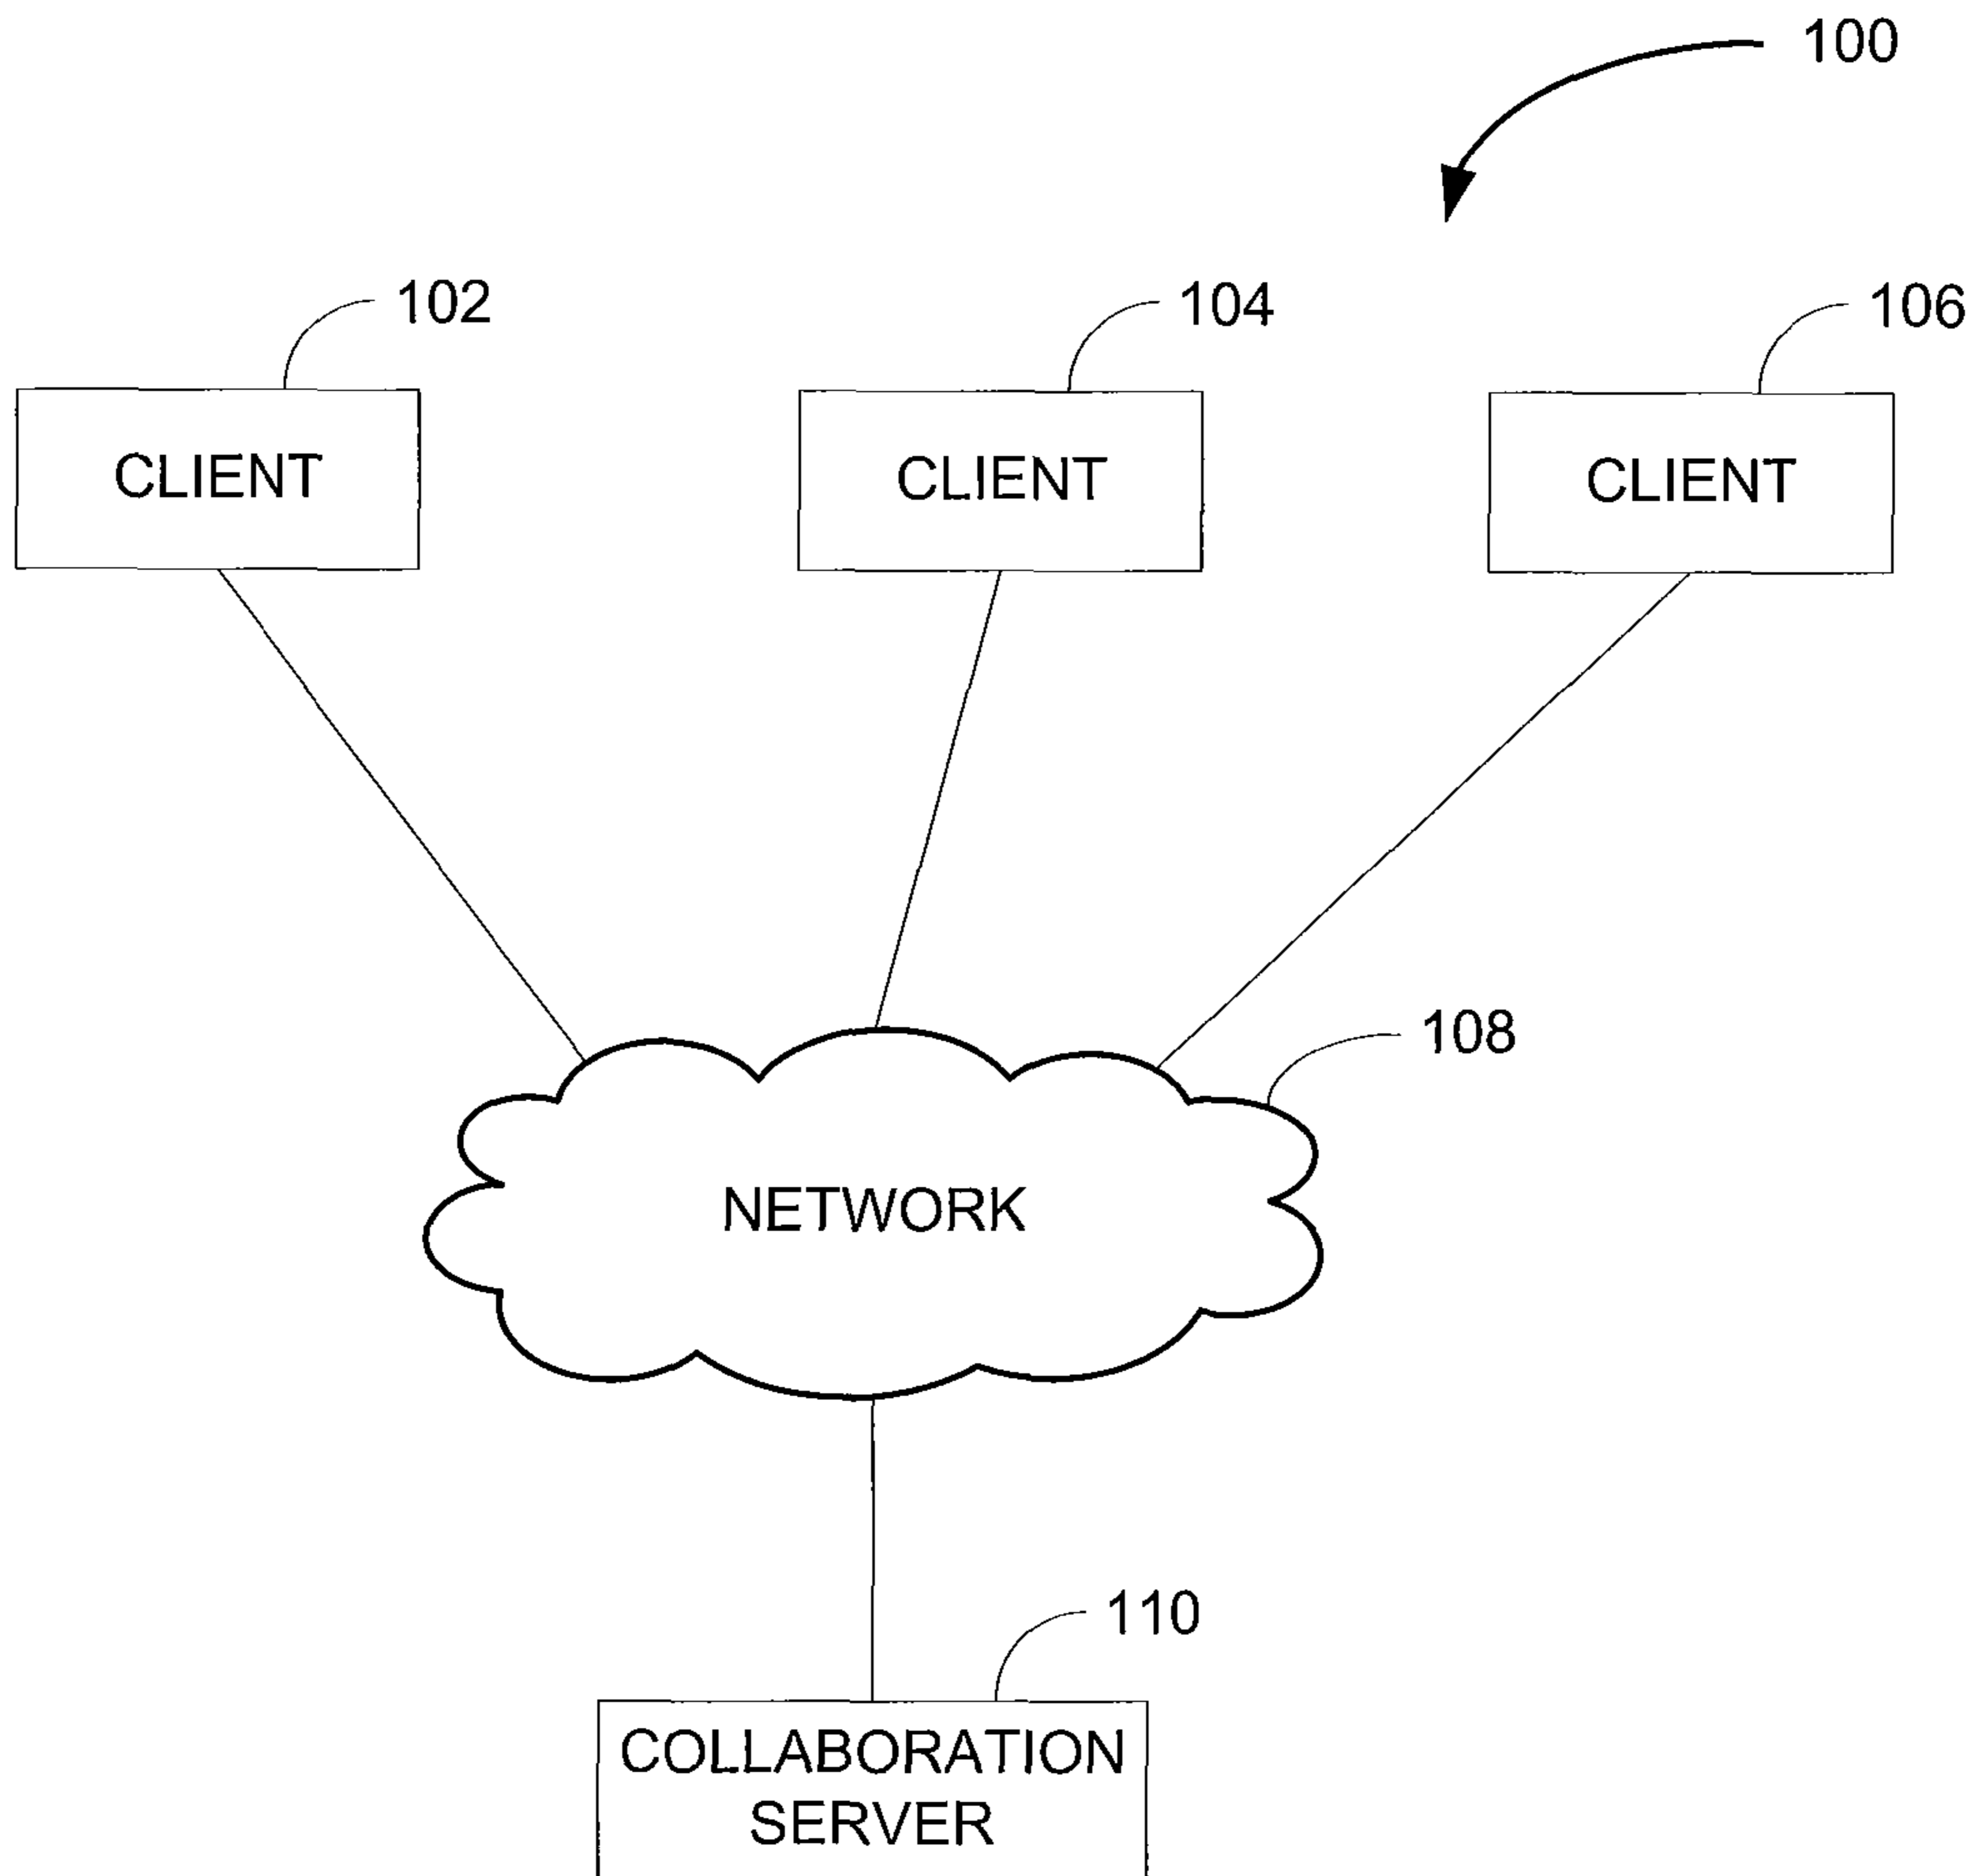 100
102
104
106
CLIENT
CLIENT
CLIENT
108
NETWORK
110
COLLABORATION
SERVER